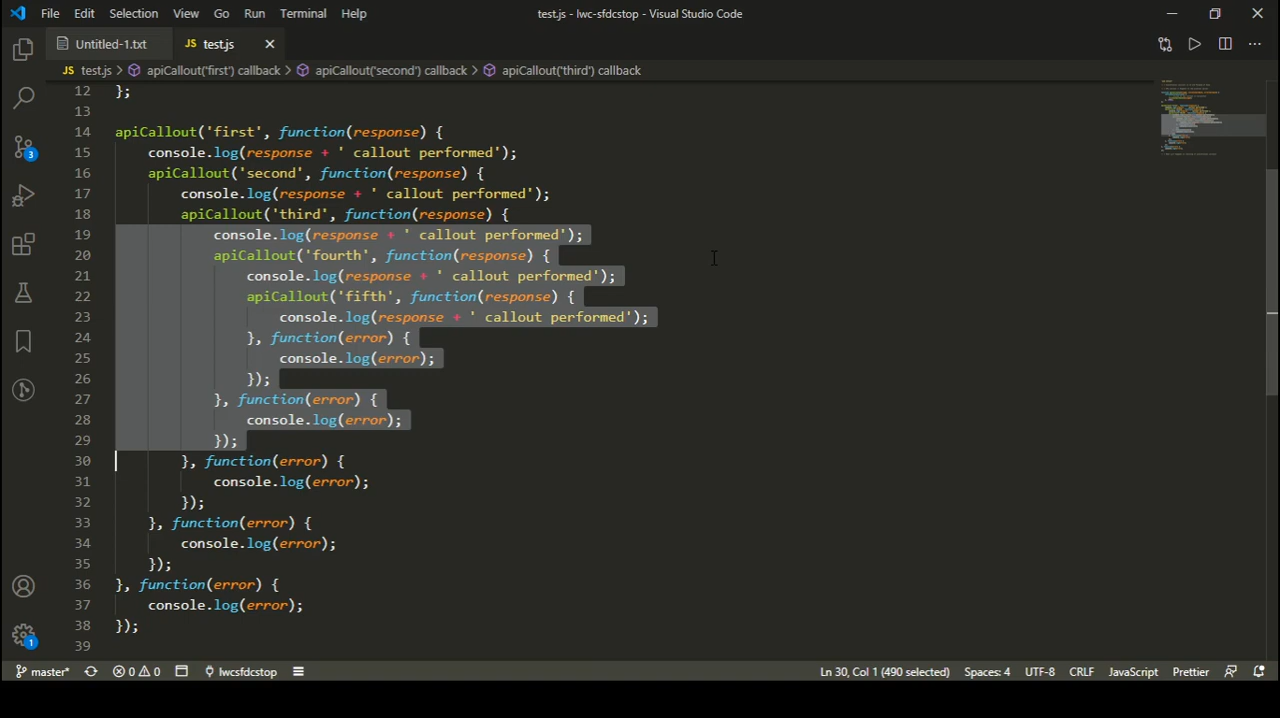 File Edit Selection View Go Run Terminal Help test.js - lwc-sfdcstop - Visual Studio Code
Untitled-1.txt JS test.js
JS test.js > apiCallout('first') callback > apiCallout('second') callback > apiCallout('third') callback
12 };
13
14 apiCallout('first', function(response) {
15     console.log(response + ' callout performed');
16     apiCallout('second', function(response) {
17         console.log(response + ' callout performed');
18         apiCallout('third', function(response) {
19             console.log(response + ' callout performed');
20             apiCallout('fourth', function(response) {
21                 console.log(response + ' callout performed');
22                 apiCallout('fifth', function(response) {
23                     console.log(response + ' callout performed');
24                 }, function(error) {
25                     console.log(error);
26                 });
27             }, function(error) {
28                 console.log(error);
29             });
30         }, function(error) {
31             console.log(error);
32         });
33     }, function(error) {
34         console.log(error);
35     });
36 }, function(error) {
37     console.log(error);
38 });
39
3
1
master* 0 0 lwcsfdcstop Ln 30, Col 1 (490 selected) Spaces: 4 UTF-8 CRLF JavaScript Prettier